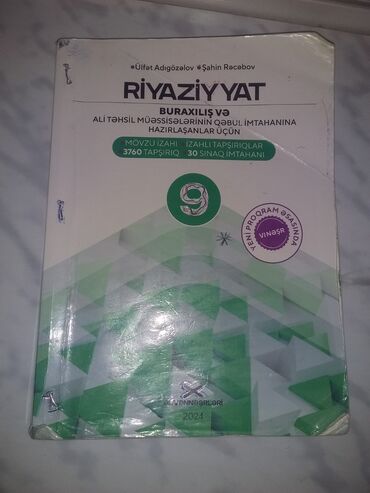 Ülfət Adıgözəlov Şahin Rəcəbov
RİYAZİYYAT
BURAXILIŞ VƏ
ALİ TƏHSİL MÜƏSSİSƏLƏRİNİN QƏBUL İMTAHANINA
HAZIRLAŞANLAR ÜÇÜN
MÖVZU İZAHI İZAHLI TAPŞIRIQLAR
3760 TAPŞIRIQ 30 SINAQ İMTAHANI
9
YENİ PROQRAM ƏSASINDA
VI NƏŞR
2024